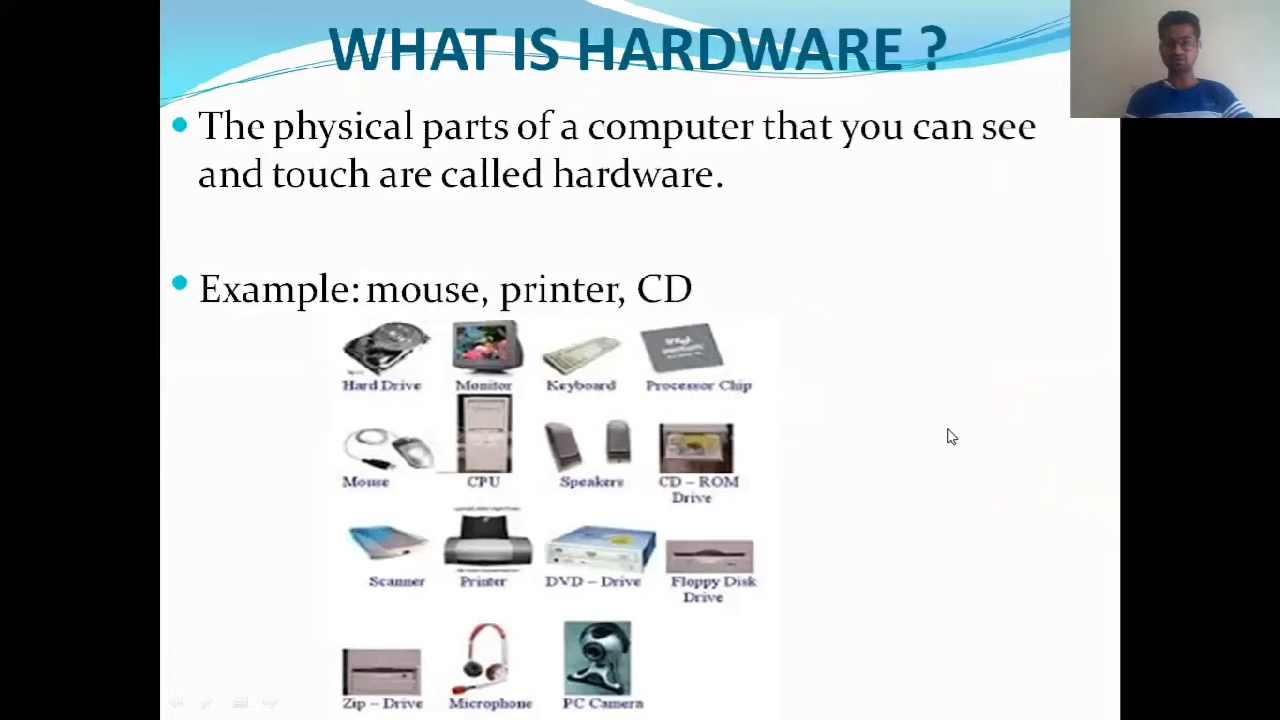 WHAT IS HARDWARE ?
The physical parts of a computer that you can see
and touch are called hardware.
Example: mouse, printer, CD
Hard Drive Monitor Keyboard Processor Chip
Mouse CPU Speakers CD – ROM
Drive
Scanner Printer DVD – Drive Floppy Disk
Drive
Zip – Drive Microphone PC Camera